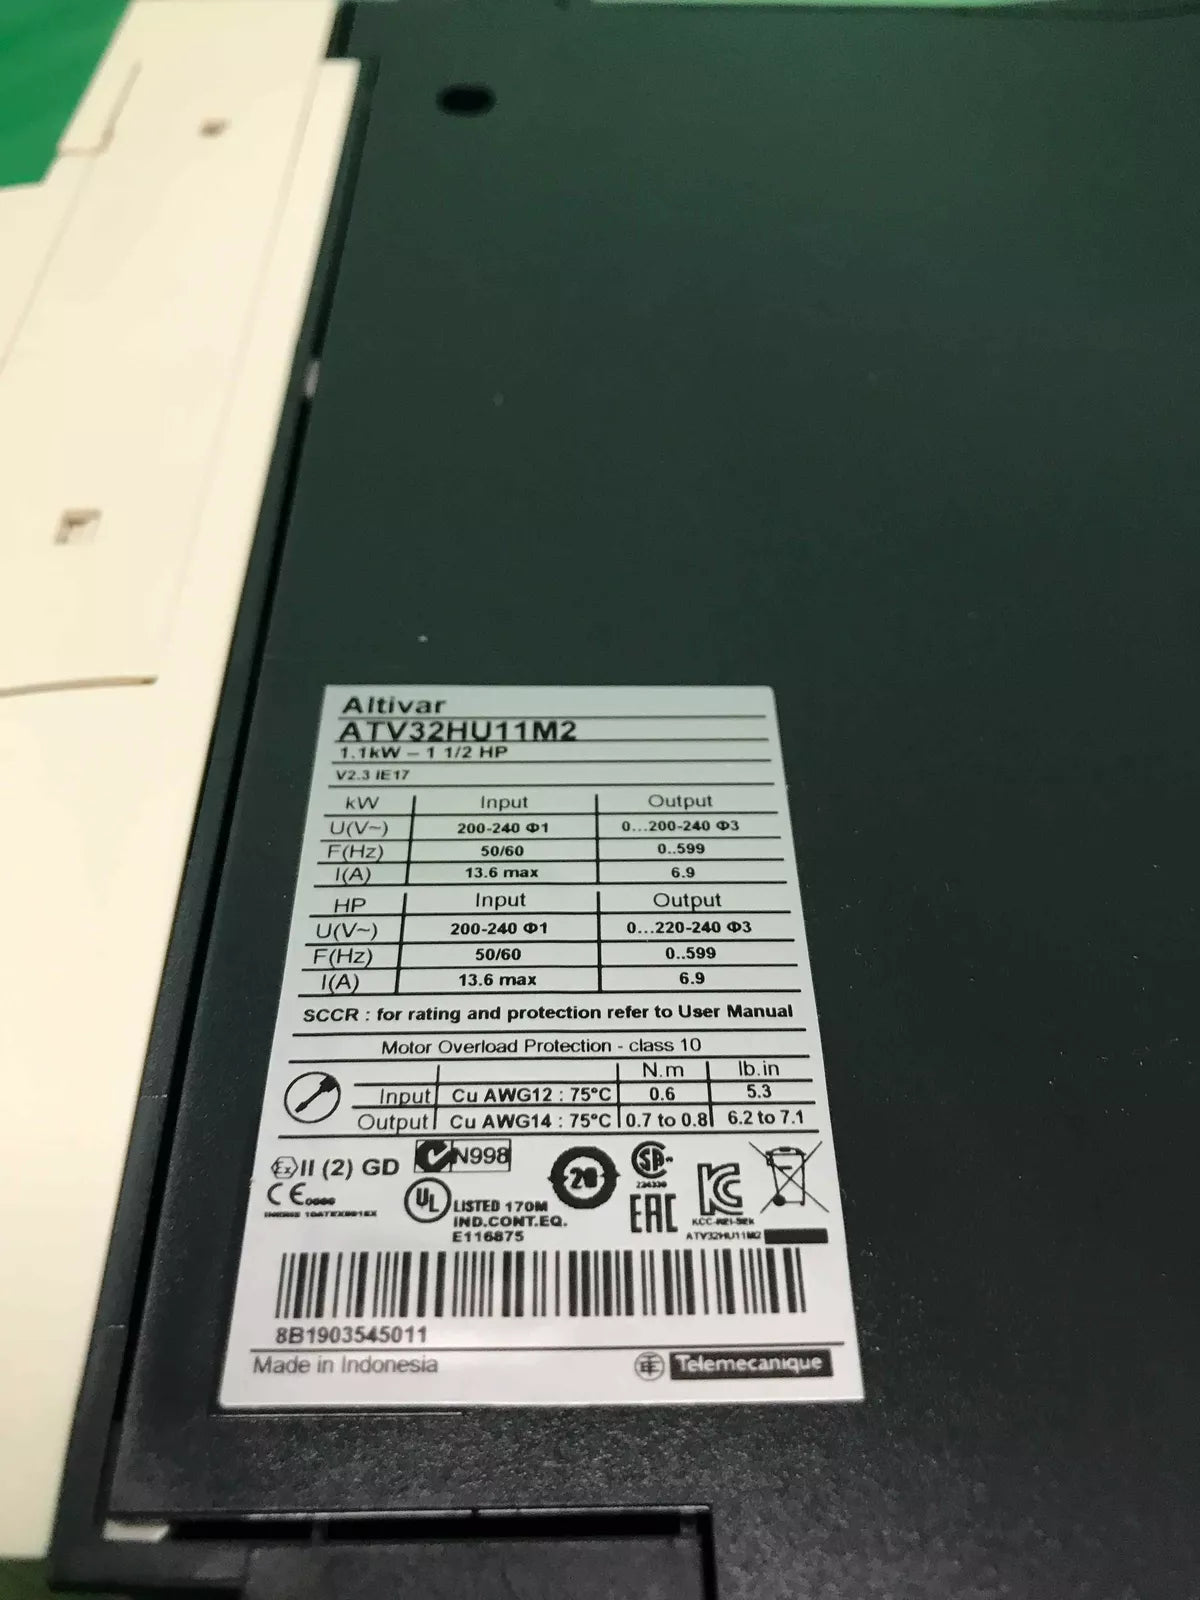 Altivar
ATV32HU11M2
1.1kW – 1 1/2 HP
V2.3 IE17
kW Input Output
U(V~) 200-240 Φ1 0...200-240 Φ3
F(Hz) 50/60 0..599
I(A) 13.6 max 6.9
HP Input Output
U(V~) 200-240 Φ1 0...220-240 Φ3
F(Hz) 50/60 0..599
I(A) 13.6 max 6.9
SCCR : for rating and protection refer to User Manual
Motor Overload Protection - class 10
N.m lb.in
Input Cu AWG12 : 75°C 0.6 5.3
Output Cu AWG14 : 75°C 0.7 to 0.8 6.2 to 7.1
Ex II (2) GD N998
CE
UL LISTED 170M
IND.CONT.EQ.
E116875
20
SA
EAC
KC
ATV32HU11M2
8B1903545011
Made in Indonesia Telemecanique